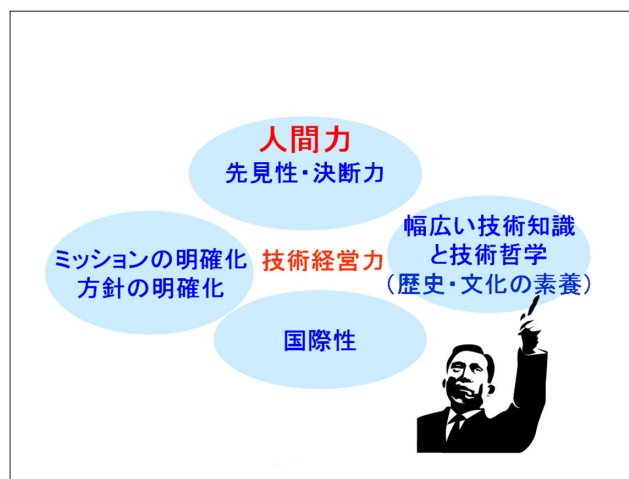 人間力
先見性・決断力
ミッションの明確化
方針の明確化
技術経営力
幅広い技術知識
と技術哲学
(歴史・文化の素養)
国際性